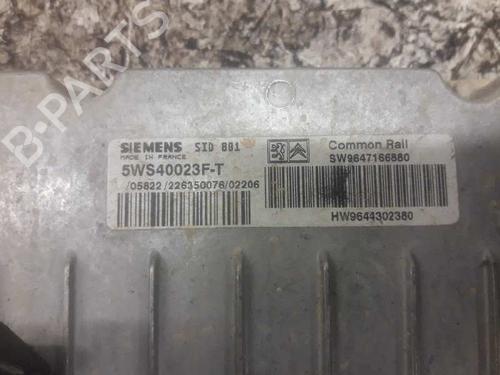 B-PARTS
SIEMENS SID 801
MADE IN FRANCE
5WS40023F-T
/05822/226350076/02206
Common Rail
SW9647166880
HW9644302380